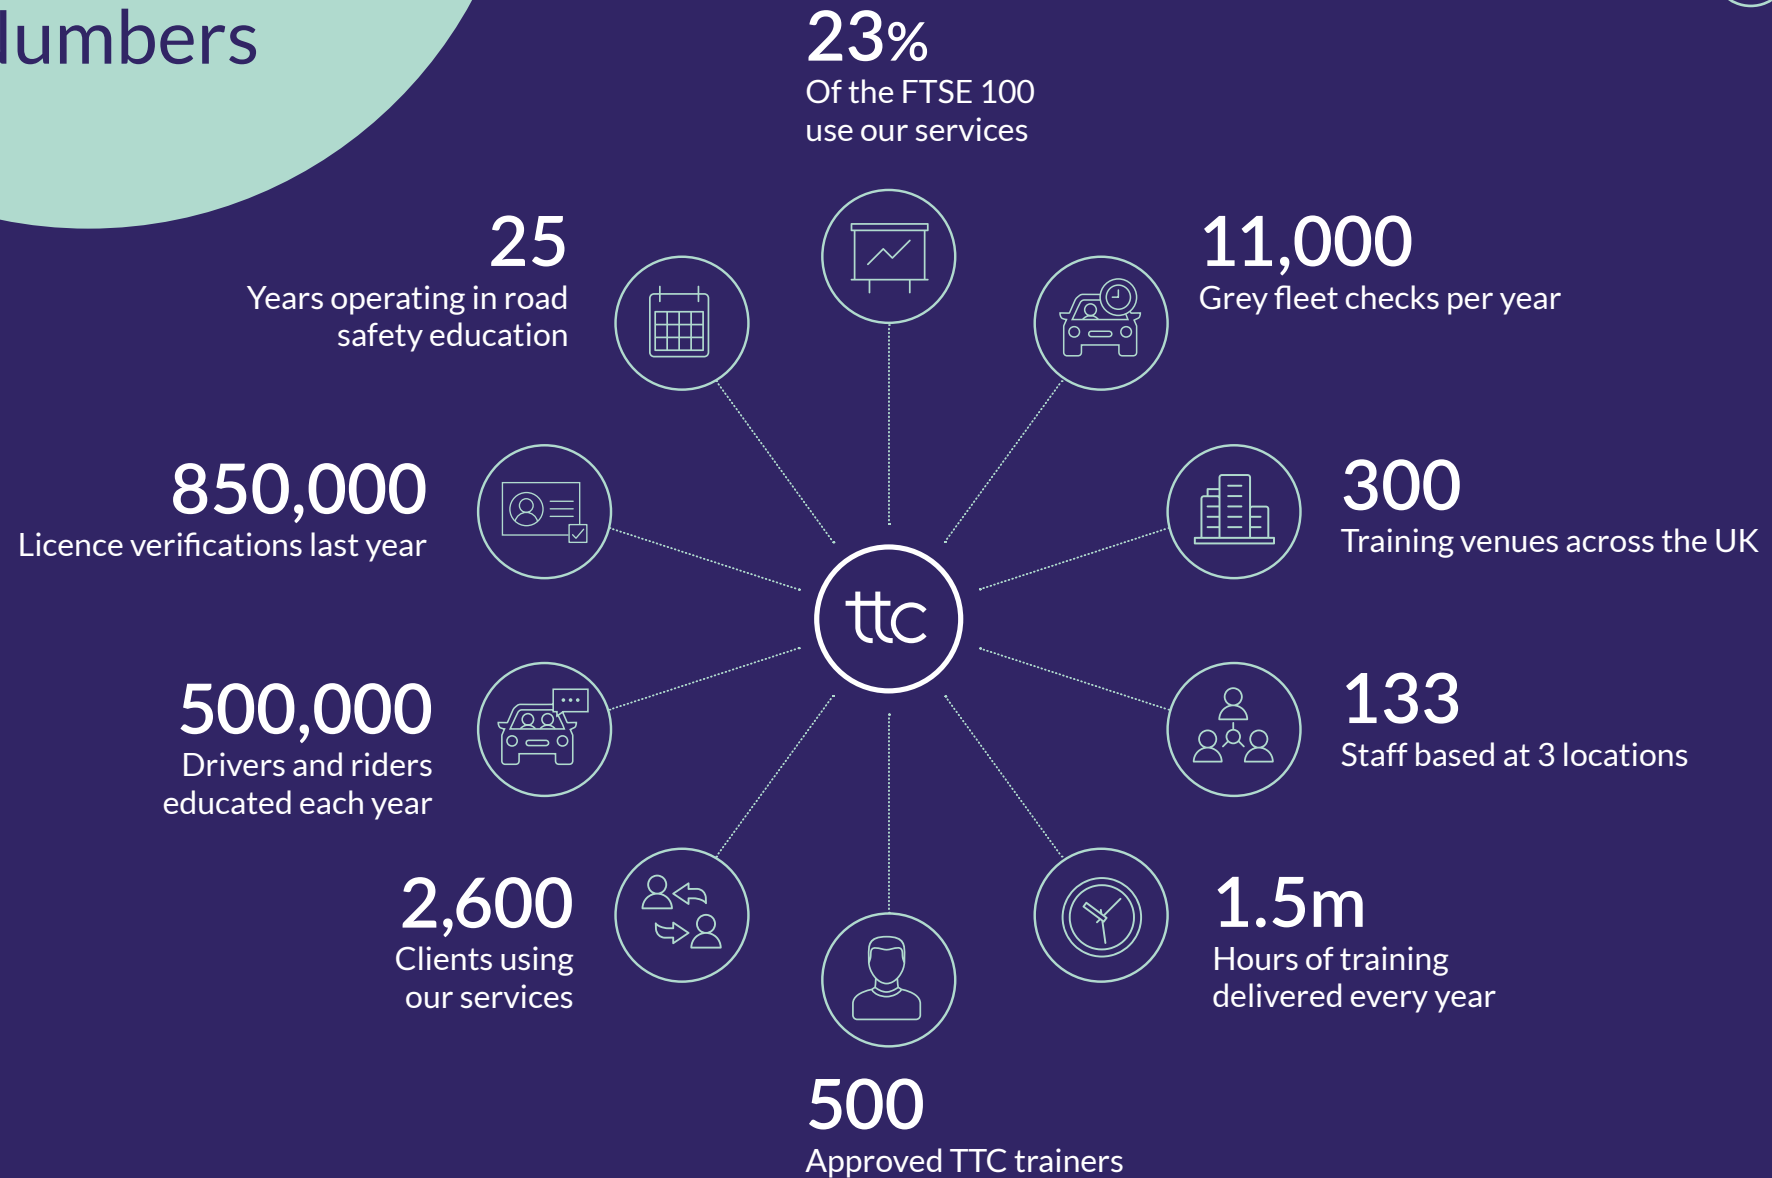 Numbers
23%
Of the FTSE 100
use our services
25
Years operating in road
safety education
11,000
Grey fleet checks per year
850,000
Licence verifications last year
300
Training venues across the UK
ttc
500,000
Drivers and riders
educated each year
133
Staff based at 3 locations
2,600
Clients using
our services
1.5m
Hours of training
delivered every year
500
Approved TTC trainers